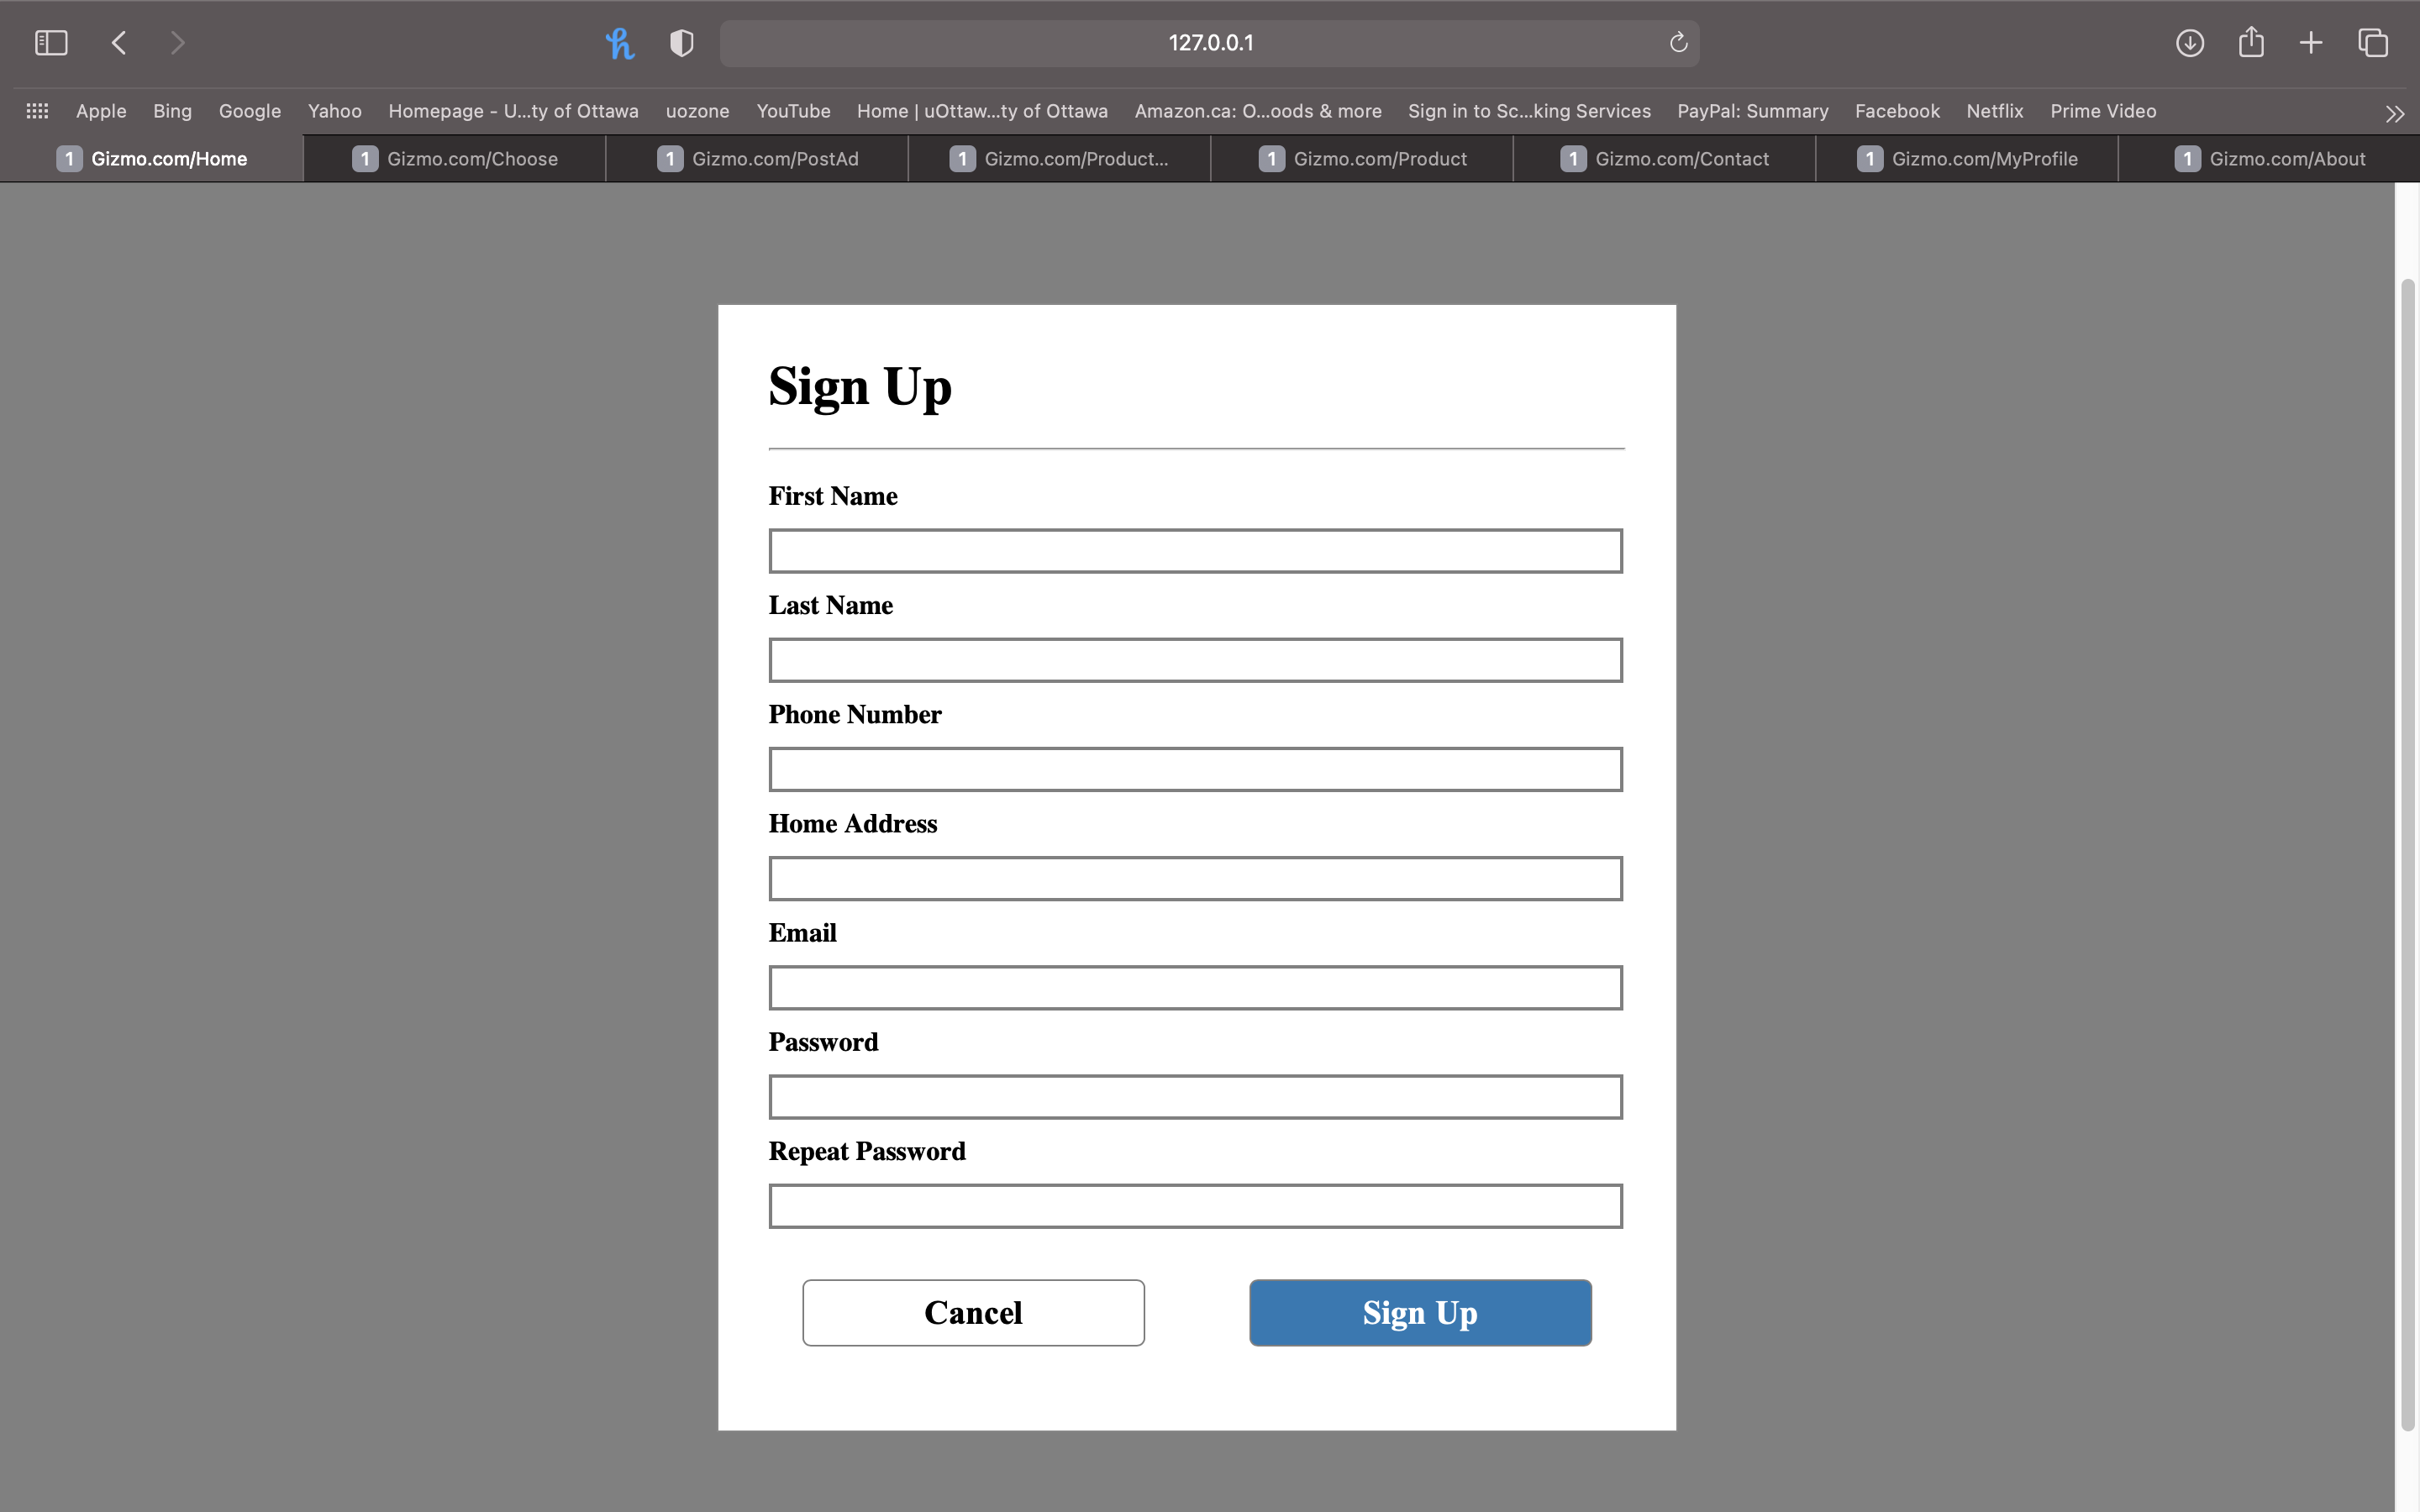 127.0.0.1
Apple Bing Google Yahoo Homepage - U...ty of Ottawa uozone YouTube Home | uOttaw...ty of Ottawa Amazon.ca: O...oods & more Sign in to Sc...king Services PayPal: Summary Facebook Netflix Prime Video
1 Gizmo.com/Home 1 Gizmo.com/Choose 1 Gizmo.com/PostAd 1 Gizmo.com/Product... 1 Gizmo.com/Product 1 Gizmo.com/Contact 1 Gizmo.com/MyProfile 1 Gizmo.com/About
Sign Up
First Name
Last Name
Phone Number
Home Address
Email
Password
Repeat Password
Cancel Sign Up